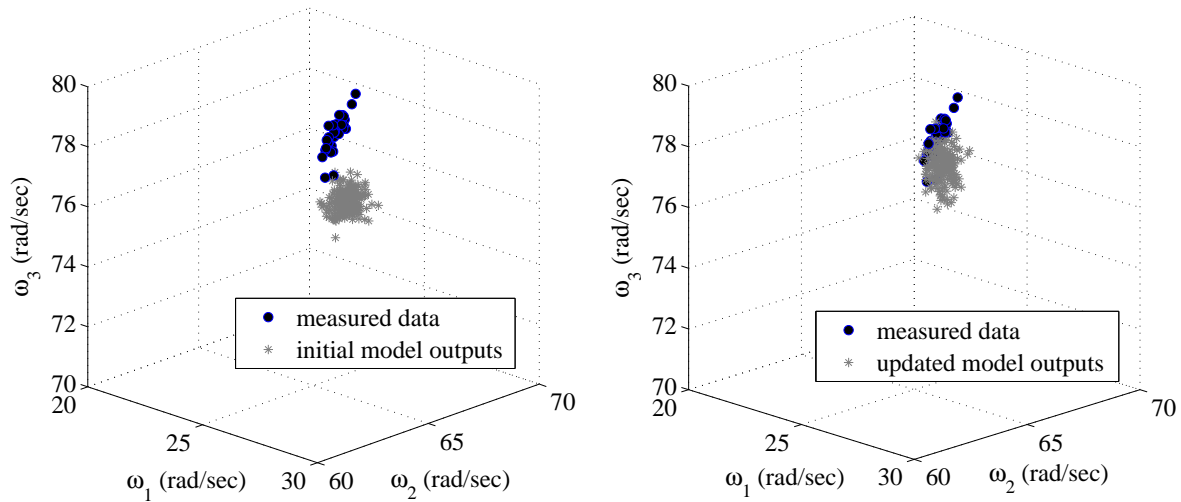 80
78
76
74
72
70
ω3 (rad/sec)
20
25
30
ω1 (rad/sec)
60
65
70
ω2 (rad/sec)
measured data
initial model outputs
80
78
76
74
72
70
ω3 (rad/sec)
20
25
30
ω1 (rad/sec)
60
65
70
ω2 (rad/sec)
measured data
updated model outputs